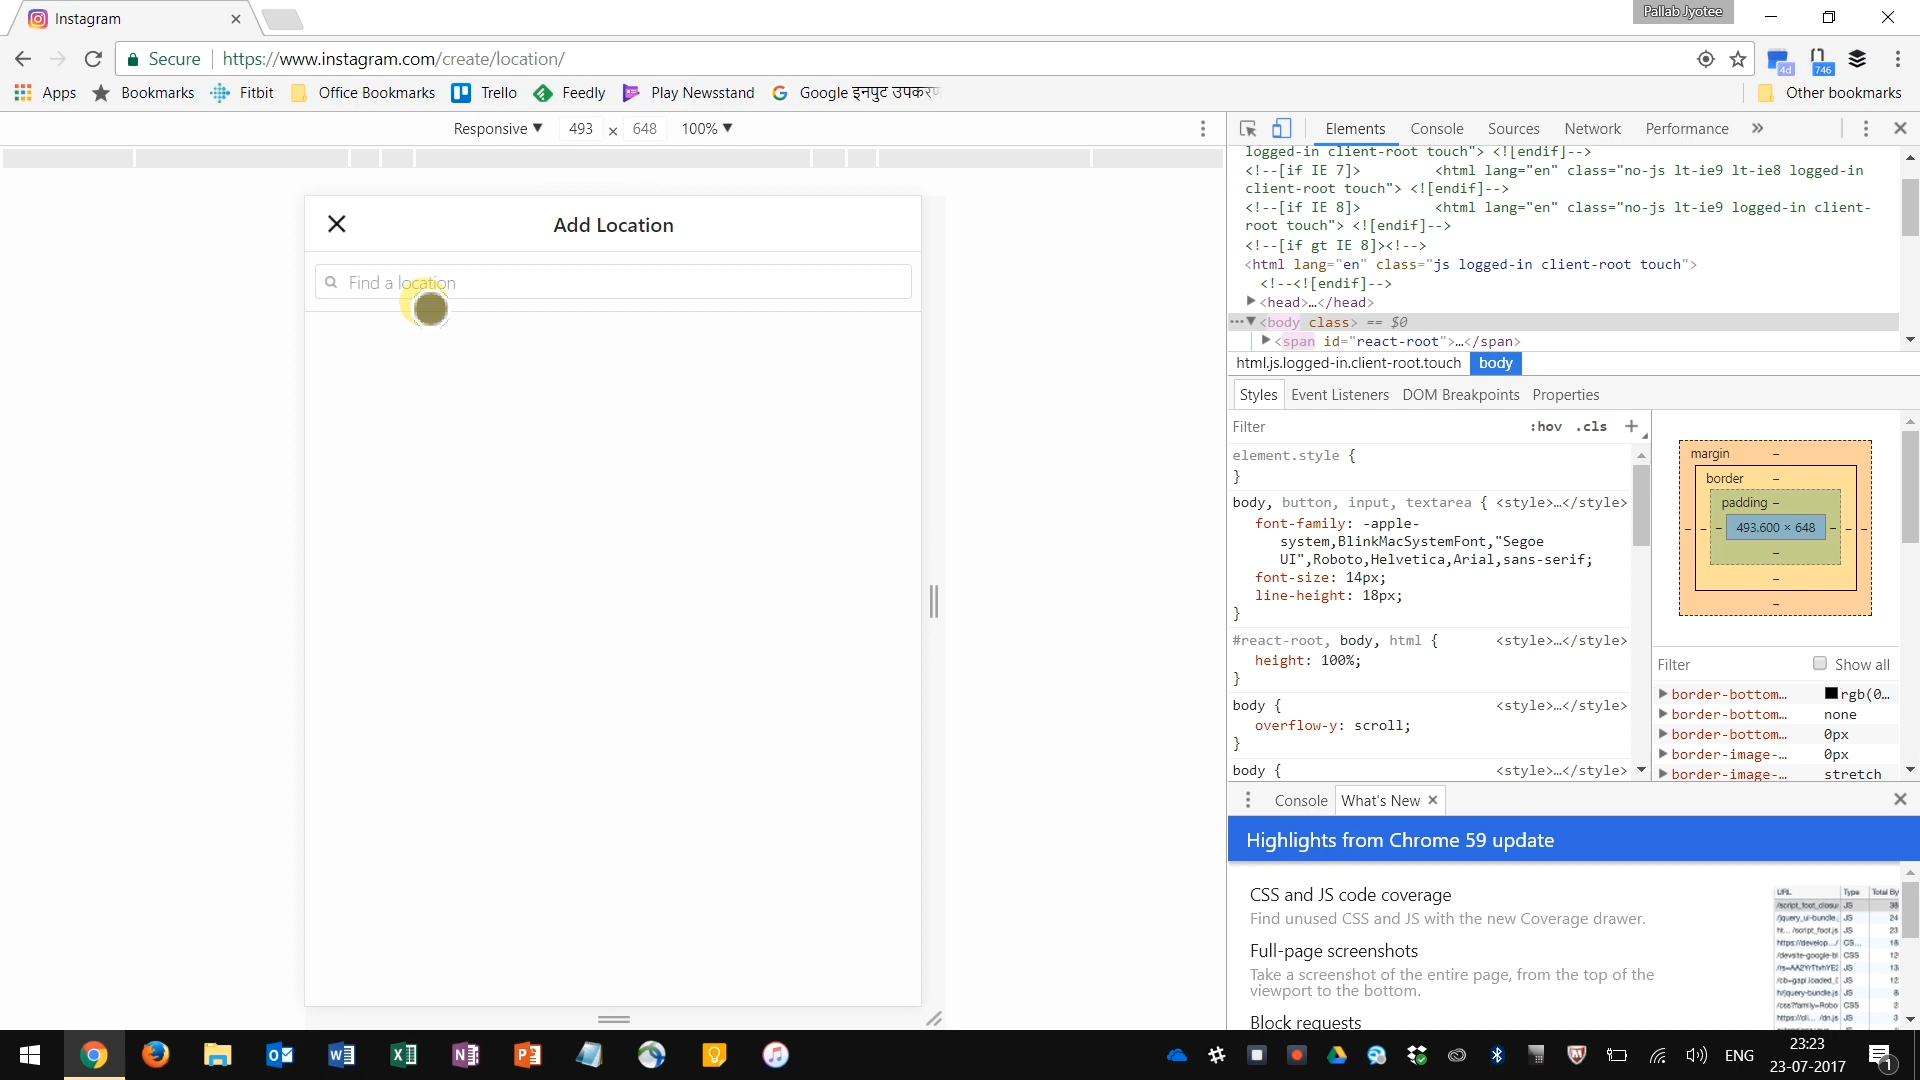 Instagram
Pallab Jyotee
Secure
https://www.instagram.com/create/location/
4d
746
Apps
Bookmarks
Fitbit
Office Bookmarks
Trello
Feedly
Play Newsstand
Google इनपुट उपकरण
Other bookmarks
Responsive ▼ 493 × 648 100% ▼
Add Location
Find a location
Elements Console Sources Network Performance »
logged-in client-root touch"> <![endif]-->
<!--[if IE 7]> <html lang="en" class="no-js lt-ie9 lt-ie8 logged-in
client-root touch"> <![endif]-->
<!--[if IE 8]> <html lang="en" class="no-js lt-ie9 logged-in client-
root touch"> <![endif]-->
<!--[if gt IE 8]><!-->
<html lang="en" class="js logged-in client-root touch">
<!--<![endif]-->
▶<head>…</head>
…▼<body class> == $0
▶<span id="react-root">…</span>
html.js.logged-in.client-root.touch body
Styles Event Listeners DOM Breakpoints Properties
Filter :hov .cls +
element.style {
}
body, button, input, textarea { <style>…</style>
font-family: -apple-
system,BlinkMacSystemFont,"Segoe
UI",Roboto,Helvetica,Arial,sans-serif;
font-size: 14px;
line-height: 18px;
}
#react-root, body, html { <style>…</style>
height: 100%;
}
body { <style>…</style>
overflow-y: scroll;
}
body { <style>…</style>
margin –
border –
padding –
493.600 × 648
Filter Show all
▶border-bottom… rgb(0…
▶border-bottom… none
▶border-bottom… 0px
▶border-image-… 0px
▶border-image-… stretch
Console What's New ×
Highlights from Chrome 59 update
CSS and JS code coverage
Find unused CSS and JS with the new Coverage drawer.
Full-page screenshots
Take a screenshot of the entire page, from the top of the
viewport to the bottom.
Block requests
URL Type Total By
ENG
23:23
23-07-2017
1